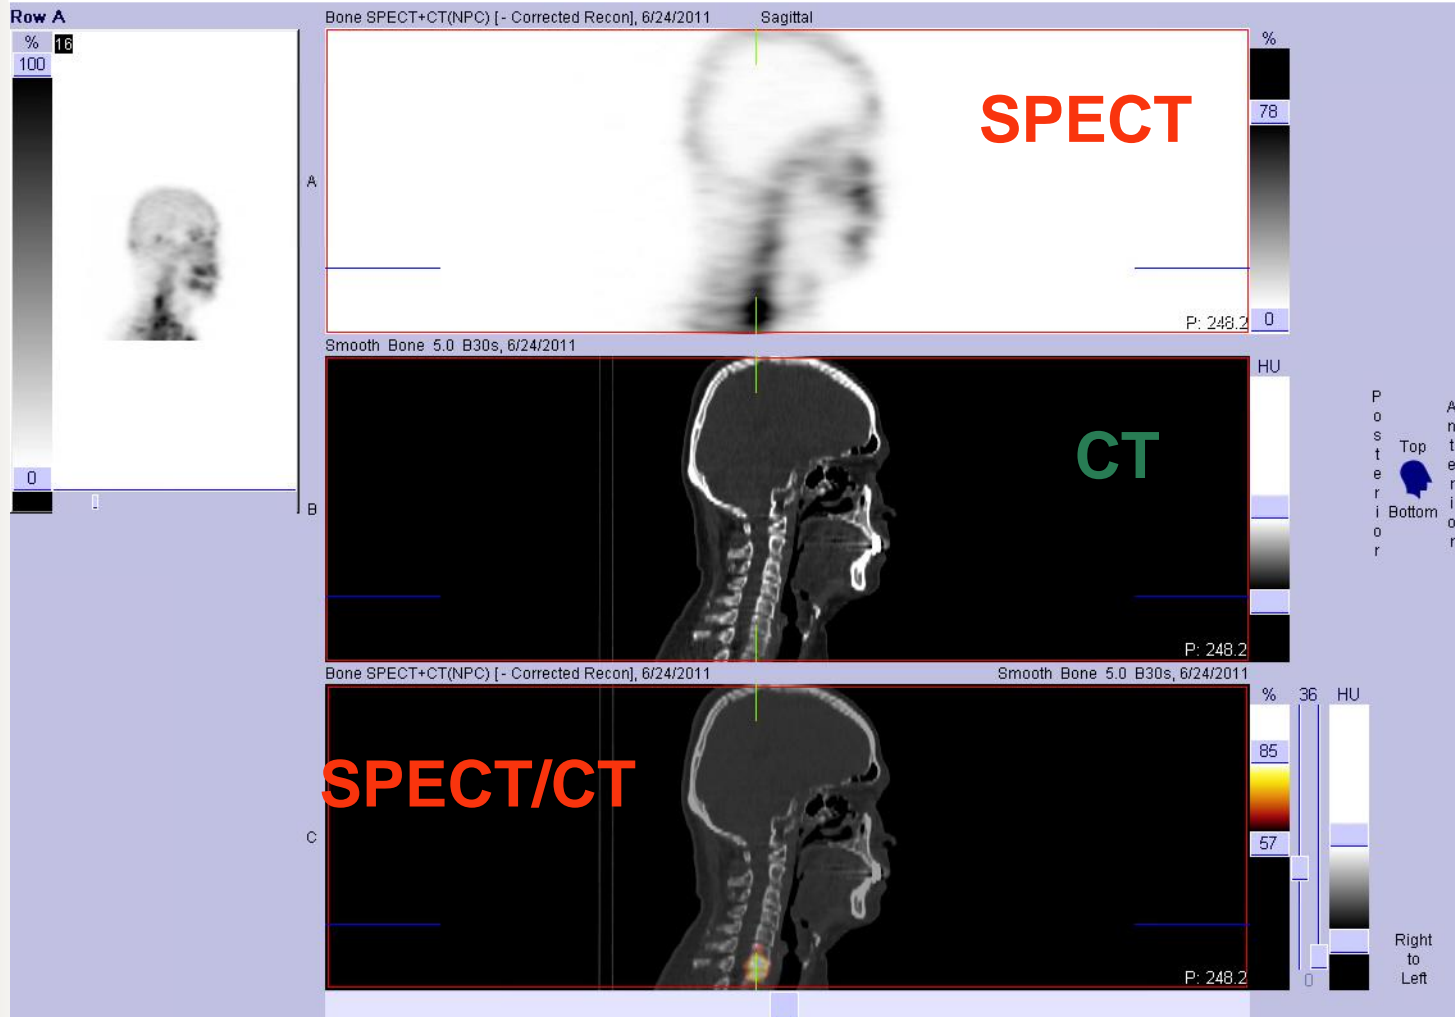 Row A
Bone SPECT+CT(NPC) [ - Corrected Recon], 6/24/2011 Sagittal
% 16
100
0
A
SPECT
%
78
0
P: 248.2
Smooth Bone 5.0 B30s, 6/24/2011
B
CT
HU
P: 248.2
Posterior
Top
Bottom
Anterior
Bone SPECT+CT(NPC) [ - Corrected Recon], 6/24/2011 Smooth Bone 5.0 B30s, 6/24/2011
C
SPECT/CT
% 36 HU
85
57
0
P: 248.2
Right
to
Left